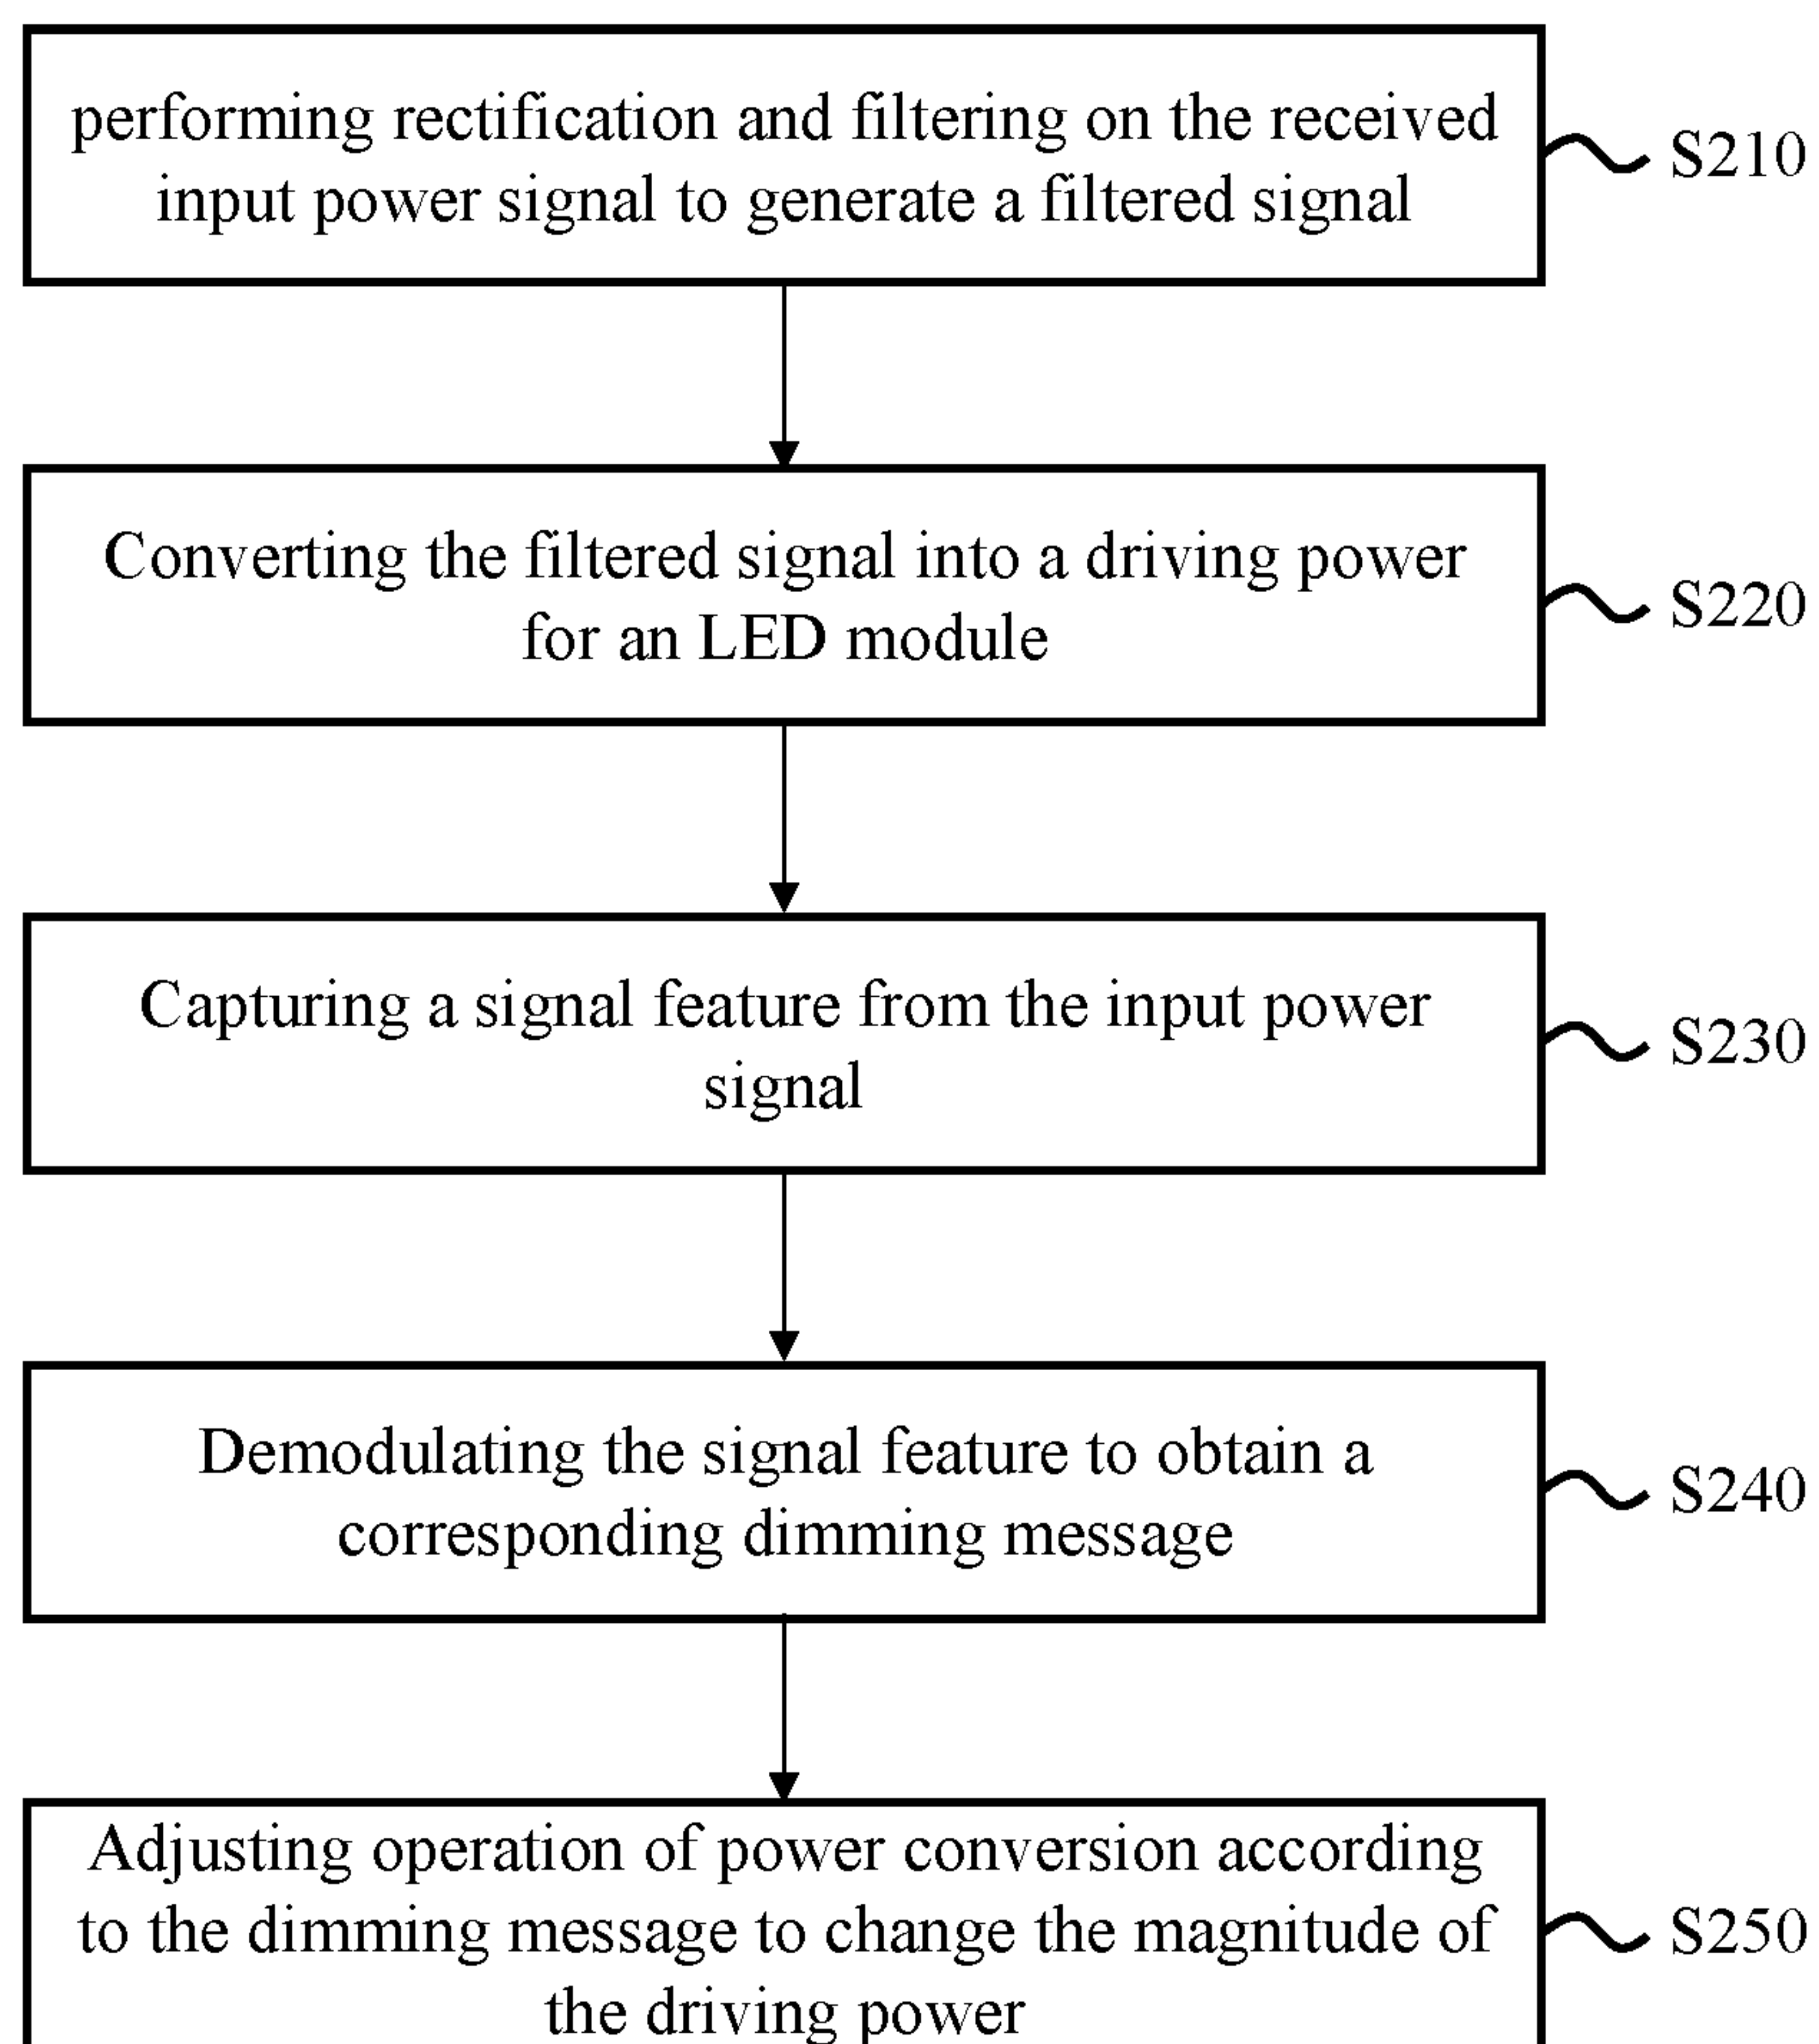 performing rectification and filtering on the received
input power signal to generate a filtered signal
S210
Converting the filtered signal into a driving power
for an LED module
S220
Capturing a signal feature from the input power
signal
S230
Demodulating the signal feature to obtain a
corresponding dimming message
S240
Adjusting operation of power conversion according
to the dimming message to change the magnitude of
the driving power
S250